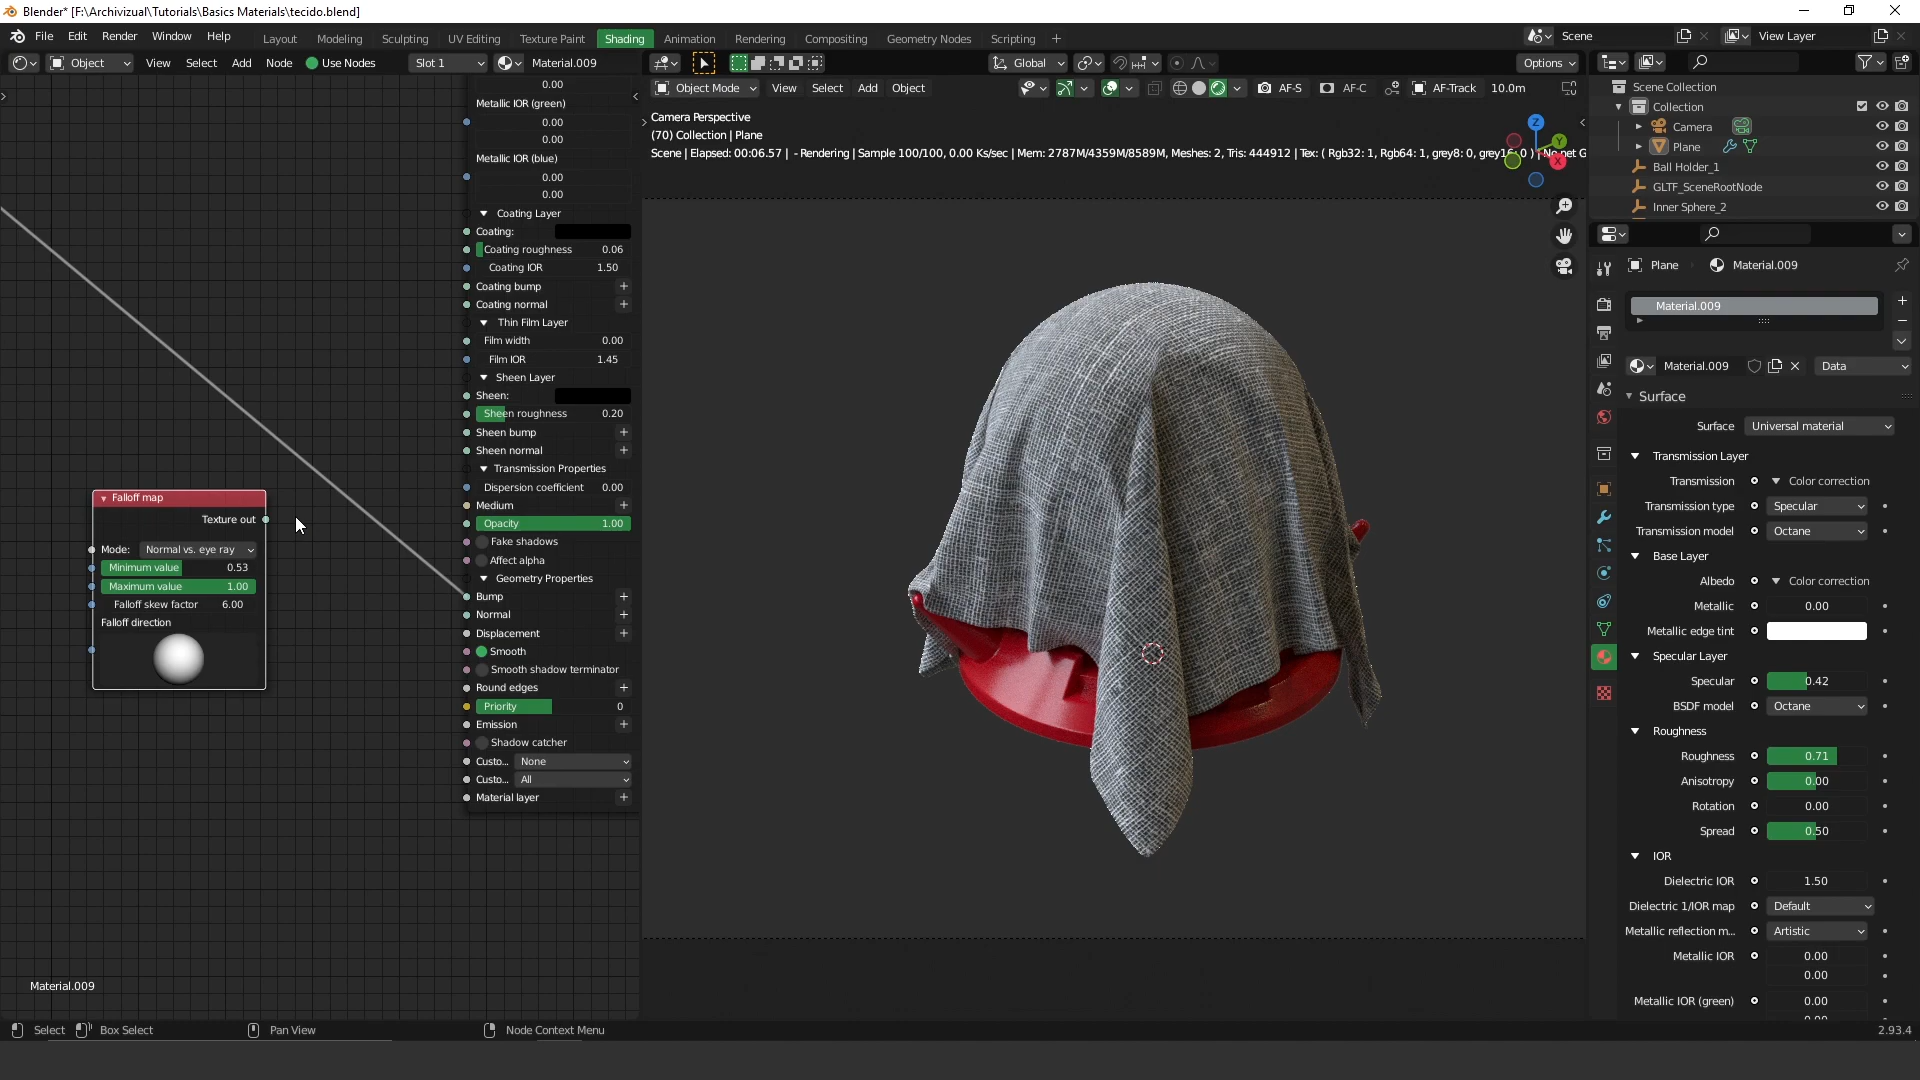 Blender* [F:\Archivizual\Tutorials\Basics Materials\tecido.blend]
File Edit Render Window Help
Layout Modeling Sculpting UV Editing Texture Paint Shading Animation Rendering Compositing Geometry Nodes Scripting +
Scene
View Layer
Object View Select Add Node Use Nodes Slot 1 Material.009
Global
Options
Object Mode View Select Add Object
AF-S AF-C AF-Track 10.0m
0.00
Metallic IOR (green)
0.00
0.00
Metallic IOR (blue)
0.00
0.00
Coating Layer
Coating:
Coating roughness 0.06
Coating IOR 1.50
Coating bump
Coating normal
Thin Film Layer
Film width 0.00
Film IOR 1.45
Sheen Layer
Sheen:
Sheen roughness 0.20
Sheen bump
Sheen normal
Transmission Properties
Dispersion coefficient 0.00
Medium
Opacity 1.00
Fake shadows
Affect alpha
Geometry Properties
Bump
Normal
Displacement
Smooth
Smooth shadow terminator
Round edges
Priority 0
Emission
Shadow catcher
Custo... None
Custo... All
Material layer
Falloff map
Texture out
Mode: Normal vs. eye ray
Minimum value 0.53
Maximum value 1.00
Falloff skew factor 6.00
Falloff direction
Material.009
Camera Perspective
(70) Collection | Plane
Scene | Elapsed: 00:06.57 | - Rendering | Sample 100/100, 0.00 Ks/sec | Mem: 2787M/4359M/8589M, Meshes: 2, Tris: 444912 | Tex: ( Rgb32: 1, Rgb64: 1, grey8: 0, grey16: 0 ) | No net G
Z
Y
X
Scene Collection
Collection
Camera
Plane
Ball Holder_1
GLTF_SceneRootNode
Inner Sphere_2
Plane Material.009
Material.009
Material.009 Data
Surface
Surface Universal material
Transmission Layer
Transmission Color correction
Transmission type Specular
Transmission model Octane
Base Layer
Albedo Color correction
Metallic 0.00
Metallic edge tint
Specular Layer
Specular 0.42
BSDF model Octane
Roughness
Roughness 0.71
Anisotropy 0.00
Rotation 0.00
Spread 0.50
IOR
Dielectric IOR 1.50
Dielectric 1/IOR map Default
Metallic reflection m... Artistic
Metallic IOR 0.00
0.00
Metallic IOR (green) 0.00
Select Box Select Pan View Node Context Menu
2.93.4